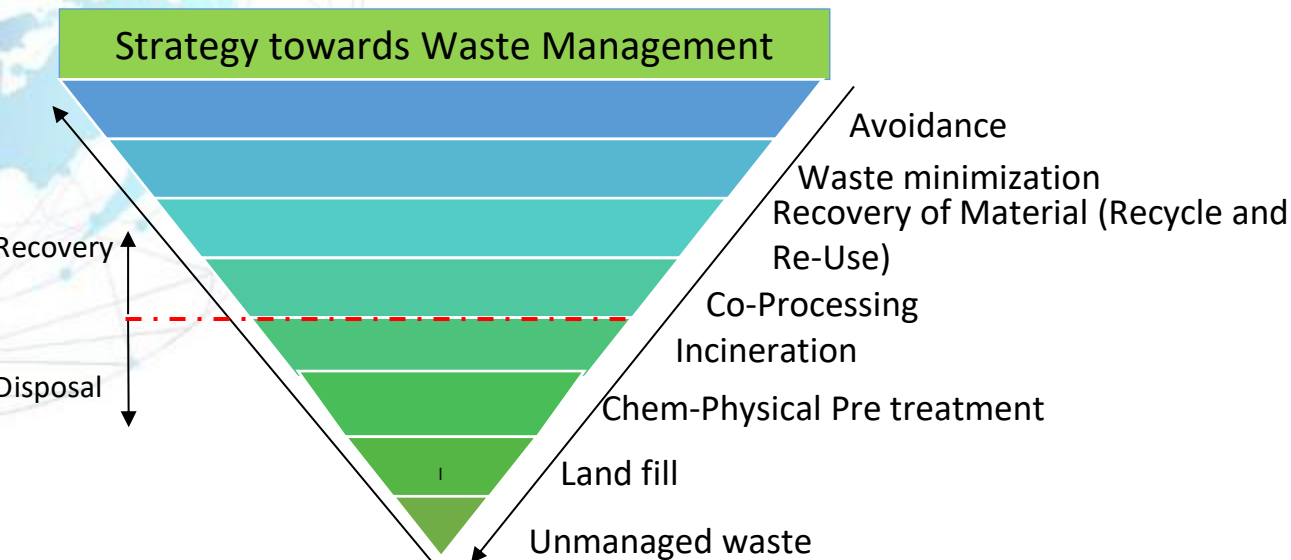 Strategy towards Waste Management
Avoidance
Waste minimization
Recovery of Material (Recycle and
Re-Use)
Recovery
Co-Processing
Incineration
Disposal
Chem-Physical Pre treatment
Land fill
I
Unmanaged waste